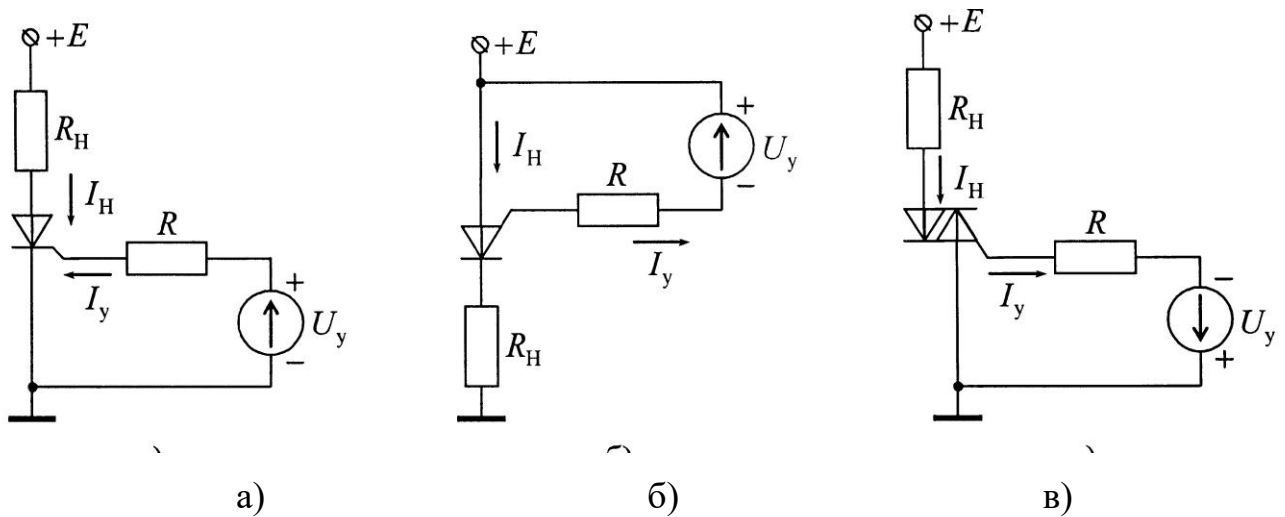 +E
R_Н
I_Н
R
I_у
+
U_у
−
+E
I_Н
R
I_у
+
U_у
−
R_Н
+E
R_Н
I_Н
R
I_у
−
U_у
+
а)
б)
в)